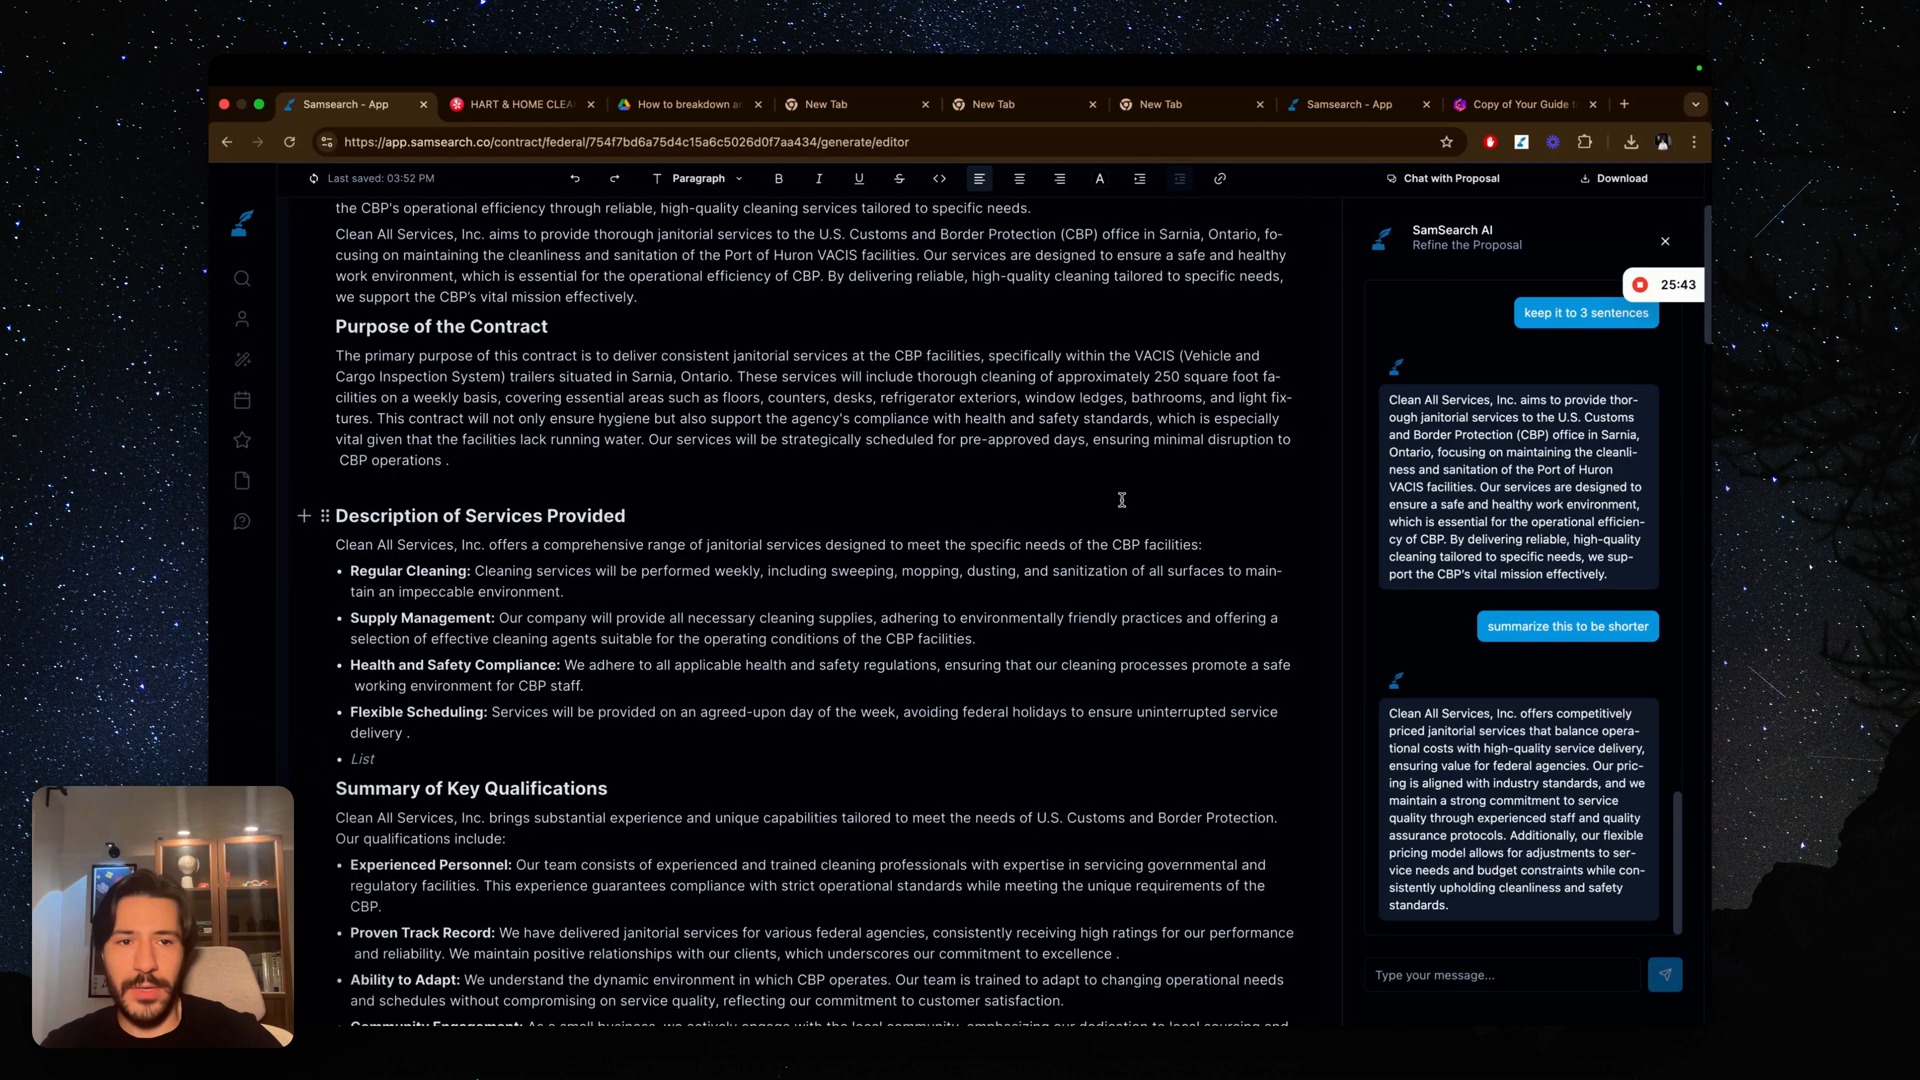 Samsearch - App
HART & HOME CLEA
How to breakdown a
New Tab
New Tab
New Tab
Samsearch - App
Copy of Your Guide t
https://app.samsearch.co/contract/federal/754f7bd6a75d4c15a6c5026d0f7aa434/generate/editor
Last saved: 03:52 PM
Paragraph
Chat with Proposal
Download
the CBP's operational efficiency through reliable, high-quality cleaning services tailored to specific needs.
Clean All Services, Inc. aims to provide thorough janitorial services to the U.S. Customs and Border Protection (CBP) office in Sarnia, Ontario, fo-
cusing on maintaining the cleanliness and sanitation of the Port of Huron VACIS facilities. Our services are designed to ensure a safe and healthy
work environment, which is essential for the operational efficiency of CBP. By delivering reliable, high-quality cleaning tailored to specific needs,
we support the CBP's vital mission effectively.
Purpose of the Contract
The primary purpose of this contract is to deliver consistent janitorial services at the CBP facilities, specifically within the VACIS (Vehicle and
Cargo Inspection System) trailers situated in Sarnia, Ontario. These services will include thorough cleaning of approximately 250 square foot fa-
cilities on a weekly basis, covering essential areas such as floors, counters, desks, refrigerator exteriors, window ledges, bathrooms, and light fix-
tures. This contract will not only ensure hygiene but also support the agency's compliance with health and safety standards, which is especially
vital given that the facilities lack running water. Our services will be strategically scheduled for pre-approved days, ensuring minimal disruption to
CBP operations .
Description of Services Provided
Clean All Services, Inc. offers a comprehensive range of janitorial services designed to meet the specific needs of the CBP facilities:
• Regular Cleaning: Cleaning services will be performed weekly, including sweeping, mopping, dusting, and sanitization of all surfaces to main-
tain an impeccable environment.
• Supply Management: Our company will provide all necessary cleaning supplies, adhering to environmentally friendly practices and offering a
selection of effective cleaning agents suitable for the operating conditions of the CBP facilities.
• Health and Safety Compliance: We adhere to all applicable health and safety regulations, ensuring that our cleaning processes promote a safe
working environment for CBP staff.
• Flexible Scheduling: Services will be provided on an agreed-upon day of the week, avoiding federal holidays to ensure uninterrupted service
delivery .
• List
Summary of Key Qualifications
Clean All Services, Inc. brings substantial experience and unique capabilities tailored to meet the needs of U.S. Customs and Border Protection.
Our qualifications include:
• Experienced Personnel: Our team consists of experienced and trained cleaning professionals with expertise in servicing governmental and
regulatory facilities. This experience guarantees compliance with strict operational standards while meeting the unique requirements of the
CBP.
• Proven Track Record: We have delivered janitorial services for various federal agencies, consistently receiving high ratings for our performance
and reliability. We maintain positive relationships with our clients, which underscores our commitment to excellence .
• Ability to Adapt: We understand the dynamic environment in which CBP operates. Our team is trained to adapt to changing operational needs
and schedules without compromising on service quality, reflecting our commitment to customer satisfaction.
• Community Engagement: As a small business, we actively engage with the local community, emphasizing our dedication to local sourcing and
SamSearch AI
Refine the Proposal
25:43
keep it to 3 sentences
Clean All Services, Inc. aims to provide thor-
ough janitorial services to the U.S. Customs
and Border Protection (CBP) office in Sarnia,
Ontario, focusing on maintaining the cleanli-
ness and sanitation of the Port of Huron
VACIS facilities. Our services are designed to
ensure a safe and healthy work environment,
which is essential for the operational efficien-
cy of CBP. By delivering reliable, high-quality
cleaning tailored to specific needs, we sup-
port the CBP's vital mission effectively.
summarize this to be shorter
Clean All Services, Inc. offers competitively
priced janitorial services that balance opera-
tional costs with high-quality service delivery,
ensuring value for federal agencies. Our pric-
ing is aligned with industry standards, and we
maintain a strong commitment to service
quality through experienced staff and quality
assurance protocols. Additionally, our flexible
pricing model allows for adjustments to ser-
vice needs and budget constraints while con-
sistently upholding cleanliness and safety
standards.
Type your message...